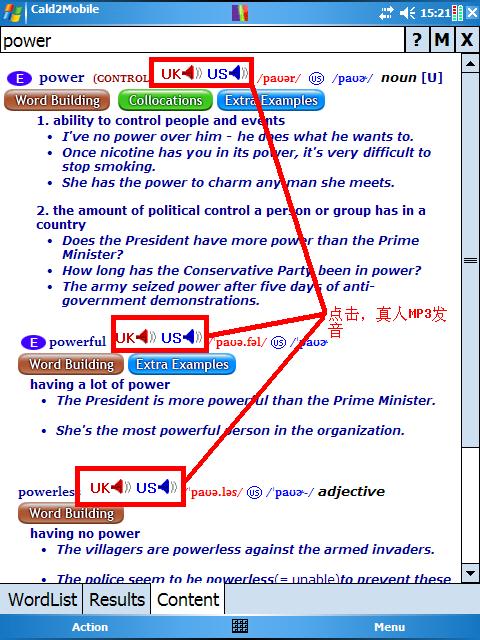 Cald2Mobile
15:21
power ? M X
E power (CONTROL UK US /paʊər/ US /paʊɚ/ noun [U]
Word Building Collocations Extra Examples
1. ability to control people and events
• I've no power over him - he does what he wants to.
• Once nicotine has you in its power, it's very difficult to
stop smoking.
• She has the power to charm any man she meets.
2. the amount of political control a person or group has in a
country
• Does the President have more power than the Prime
Minister?
• How long has the Conservative Party been in power?
• The army seized power after five days of anti-
government demonstrations.
点击，真人MP3发
音
E powerful UK US /ˈpaʊə.fəl/ US
Word Building Extra Examples
having a lot of power
• The President is more powerful than the Prime Minister.
• She's the most powerful person in the organization.
powerless UK US /ˈpaʊə.ləs/ US /ˈpaʊɚ-/ adjective
Word Building
having no power
• The villagers are powerless against the armed invaders.
• The police seem to be powerless(= unable)to prevent these
WordList Results Content
Action Menu